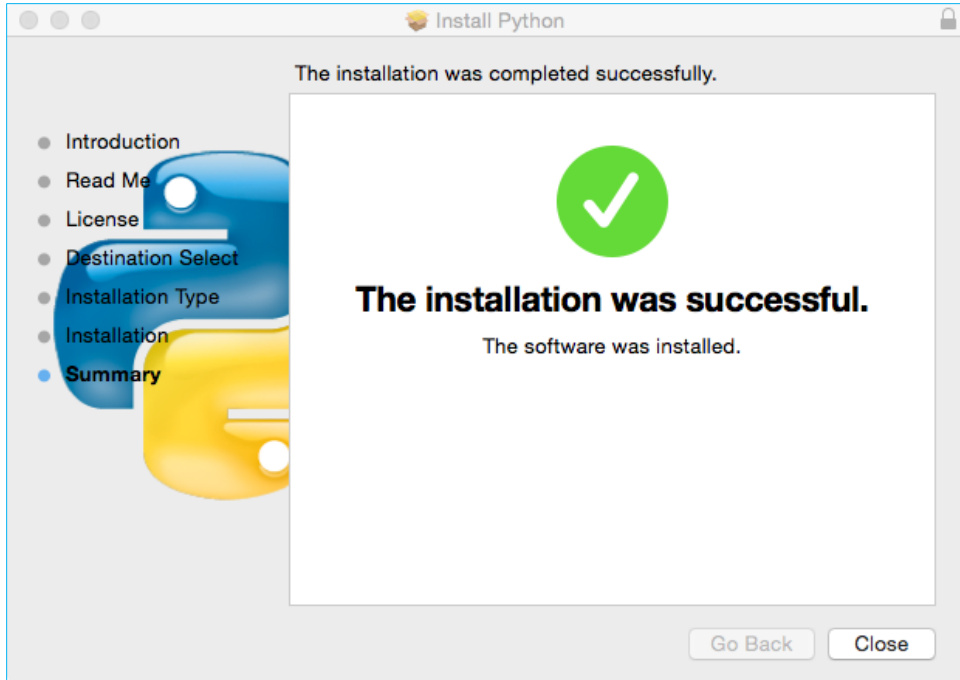 Install Python
The installation was completed successfully.
Introduction
Read Me
License
Destination Select
Installation Type
Installation
Summary
The installation was successful.
The software was installed.
Go Back
Close